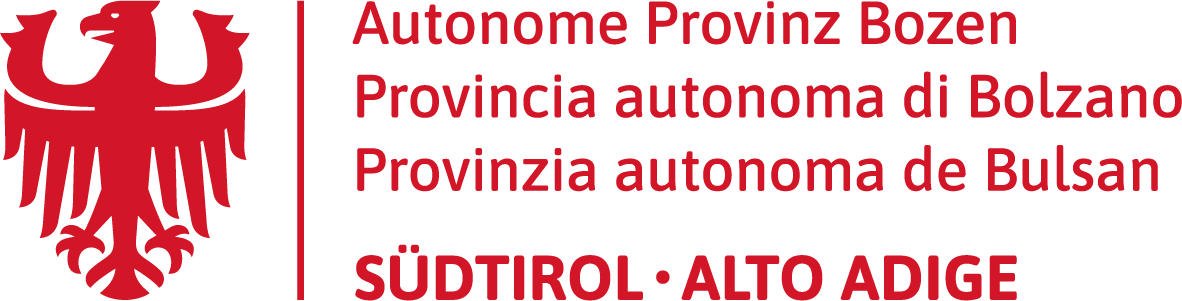 Autonome Provinz Bozen
Provincia autonoma di Bolzano
Provinzia autonoma de Bulsan
SÜDTIROL · ALTO ADIGE